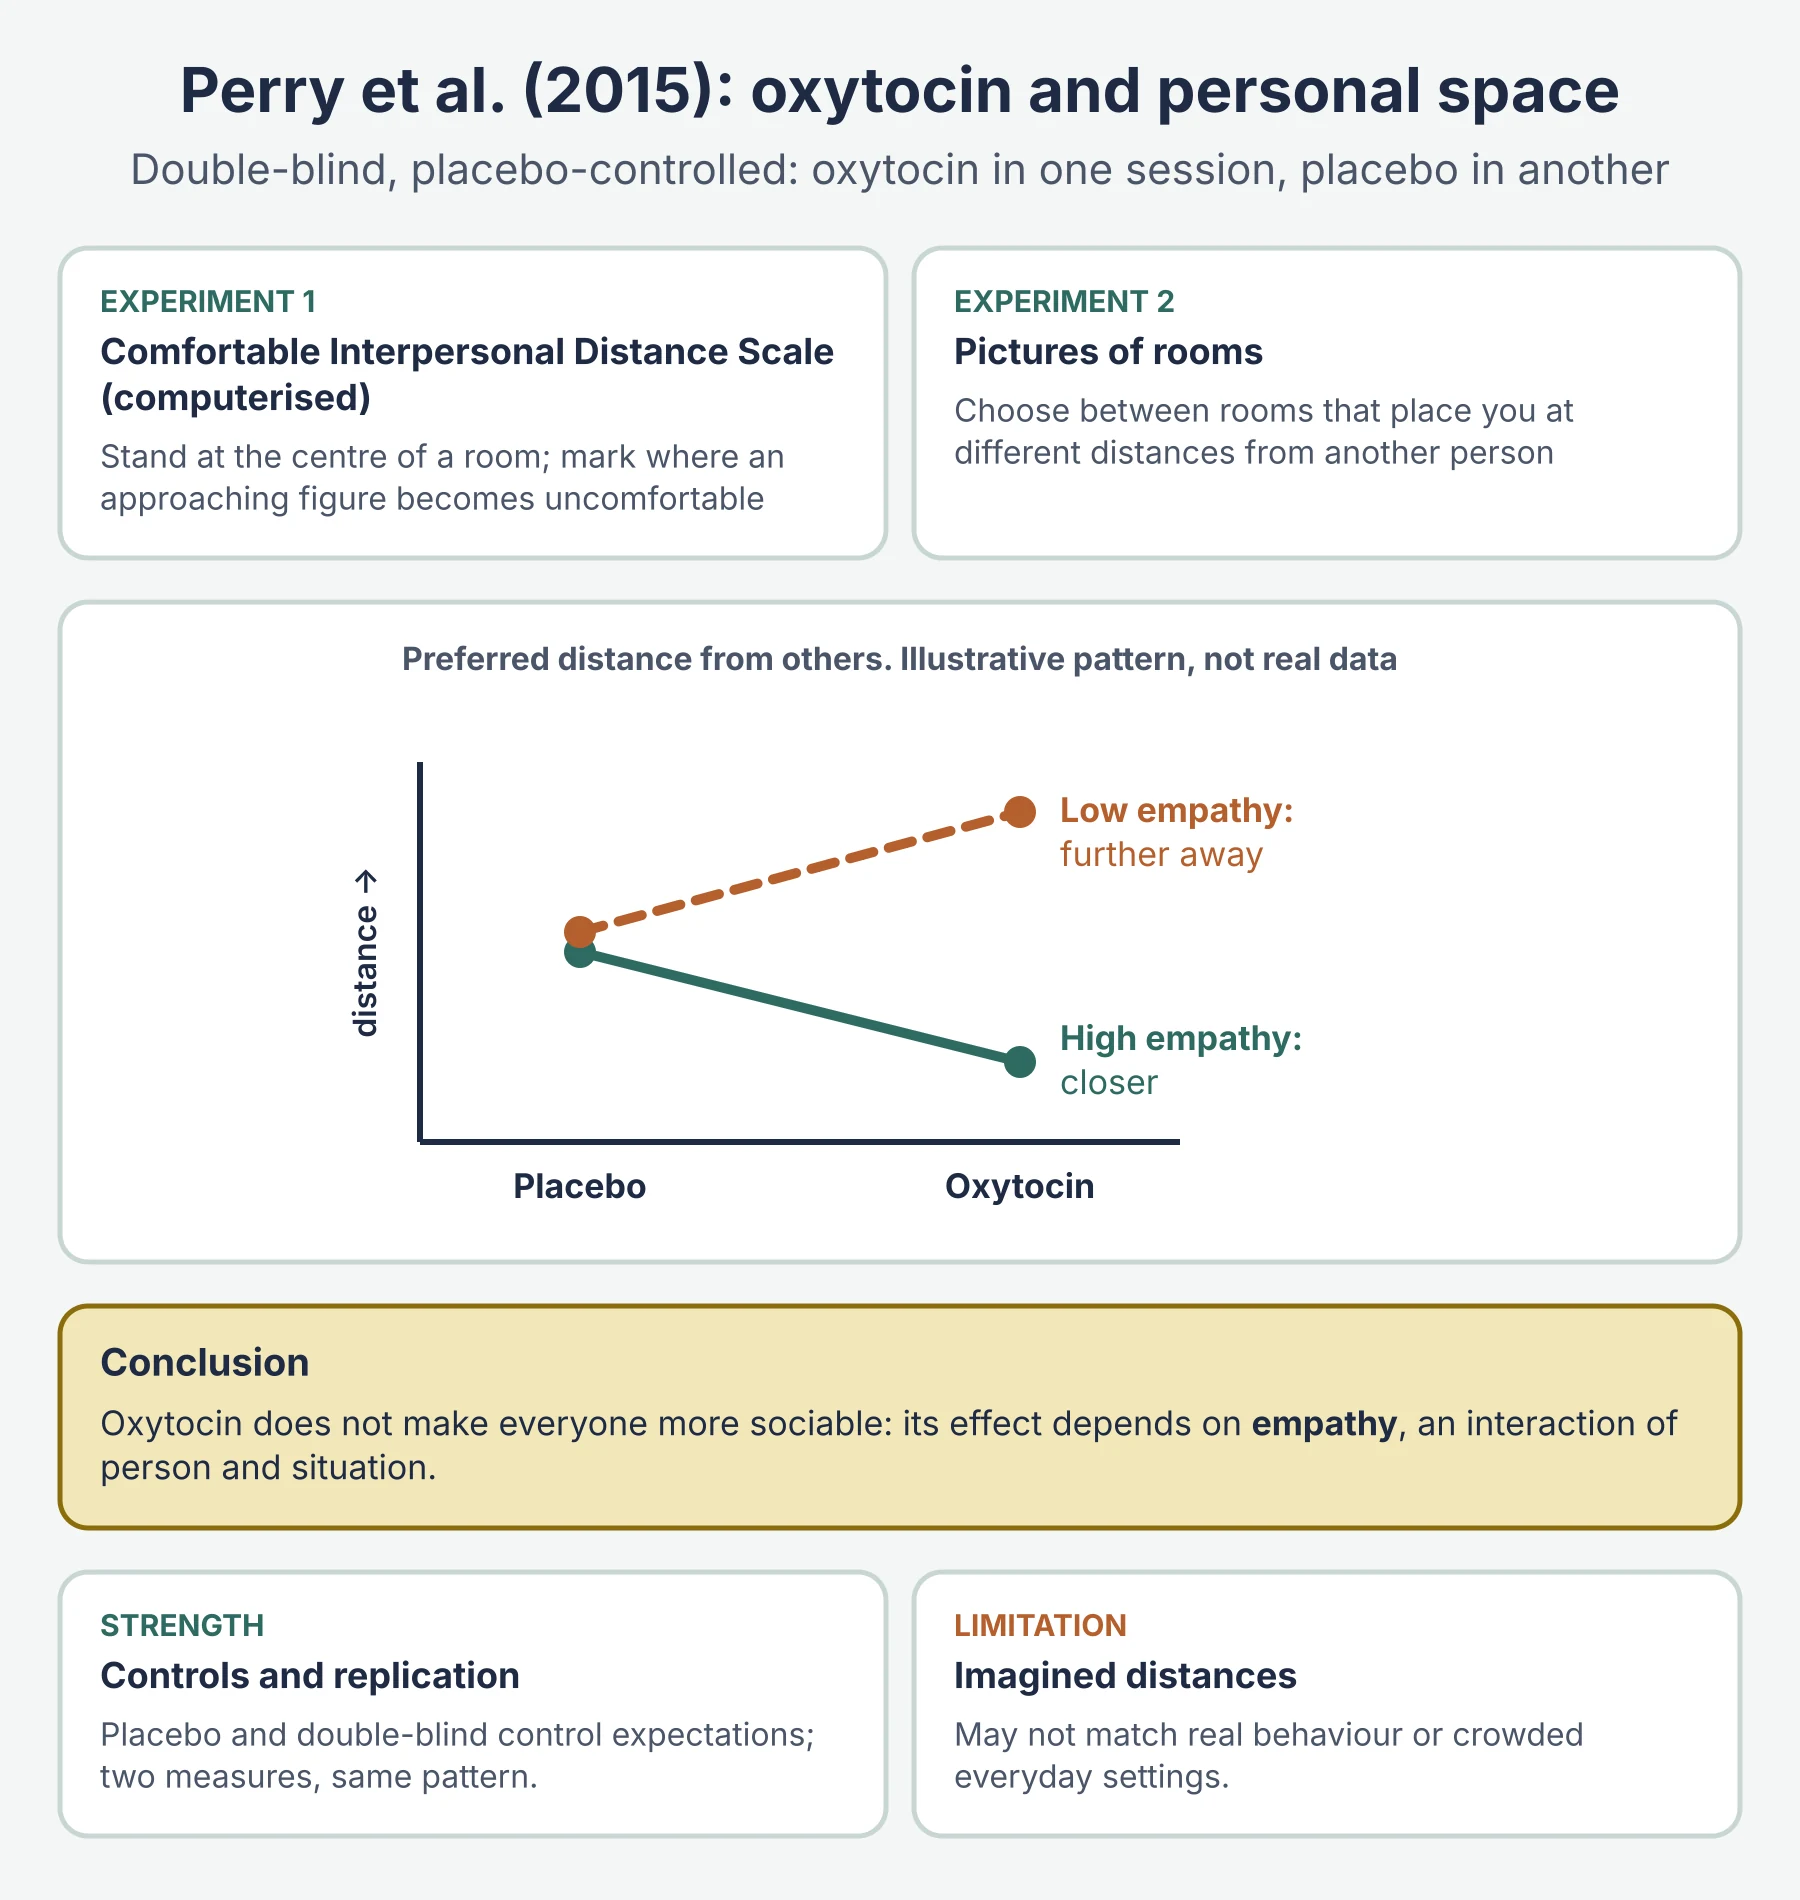 Perry et al. (2015): oxytocin and personal space
Double-blind, placebo-controlled: oxytocin in one session, placebo in another
EXPERIMENT 1
Comfortable Interpersonal Distance Scale
(computerised)
Stand at the centre of a room; mark where an
approaching figure becomes uncomfortable
EXPERIMENT 2
Pictures of rooms
Choose between rooms that place you at
different distances from another person
Preferred distance from others. Illustrative pattern, not real data
distance →
Low empathy:
further away
High empathy:
closer
Placebo
Oxytocin
Conclusion
Oxytocin does not make everyone more sociable: its effect depends on empathy, an interaction of
person and situation.
STRENGTH
Controls and replication
Placebo and double-blind control expectations;
two measures, same pattern.
LIMITATION
Imagined distances
May not match real behaviour or crowded
everyday settings.